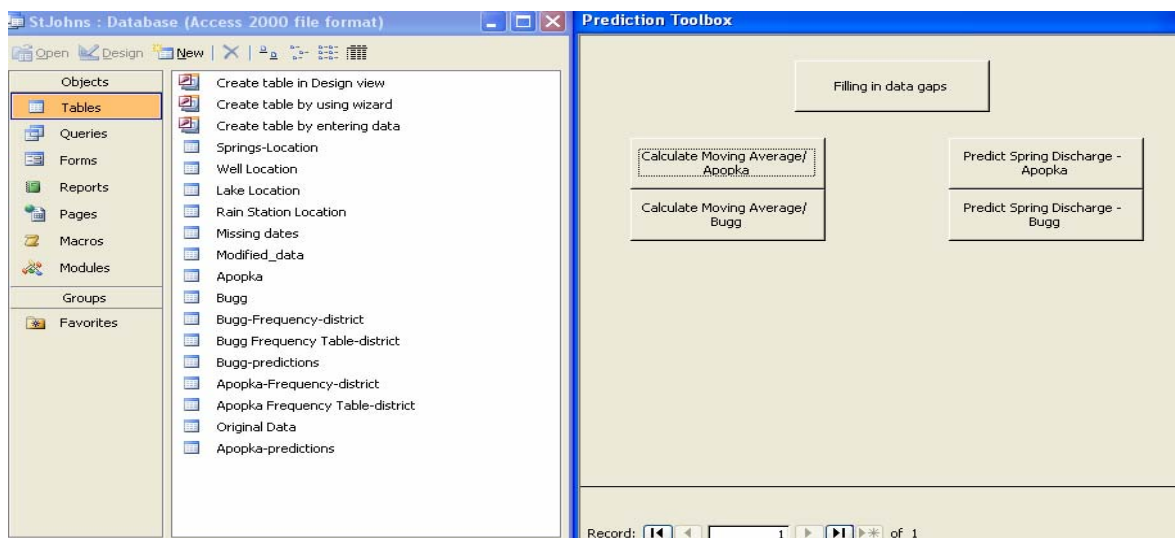 StJohns : Database (Access 2000 file format)
Open Design New
Objects
Tables
Queries
Forms
Reports
Pages
Macros
Modules
Groups
Favorites
Create table in Design view
Create table by using wizard
Create table by entering data
Springs-Location
Well Location
Lake Location
Rain Station Location
Missing dates
Modified_data
Apopka
Bugg
Bugg-Frequency-district
Bugg Frequency Table-district
Bugg-predictions
Apopka-Frequency-district
Apopka Frequency Table-district
Original Data
Apopka-predictions
Prediction Toolbox
Filling in data gaps
Calculate Moving Average/
Apopka
Predict Spring Discharge -
Apopka
Calculate Moving Average/
Bugg
Predict Spring Discharge -
Bugg
Record: 1 of 1